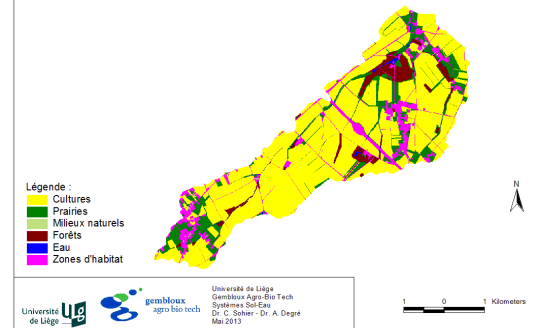 Légende :
Cultures
Prairies
Milieux naturels
Forêts
Eau
Zones d'habitat
N
1 0 1 Kilometers
Université
de Liège
gembloux
agro bio tech
Université de Liège
Gembloux Agro-Bio Tech
Systèmes Sol-Eau
Dr. C. Sohier - Dr. A. Degré
Mai 2013